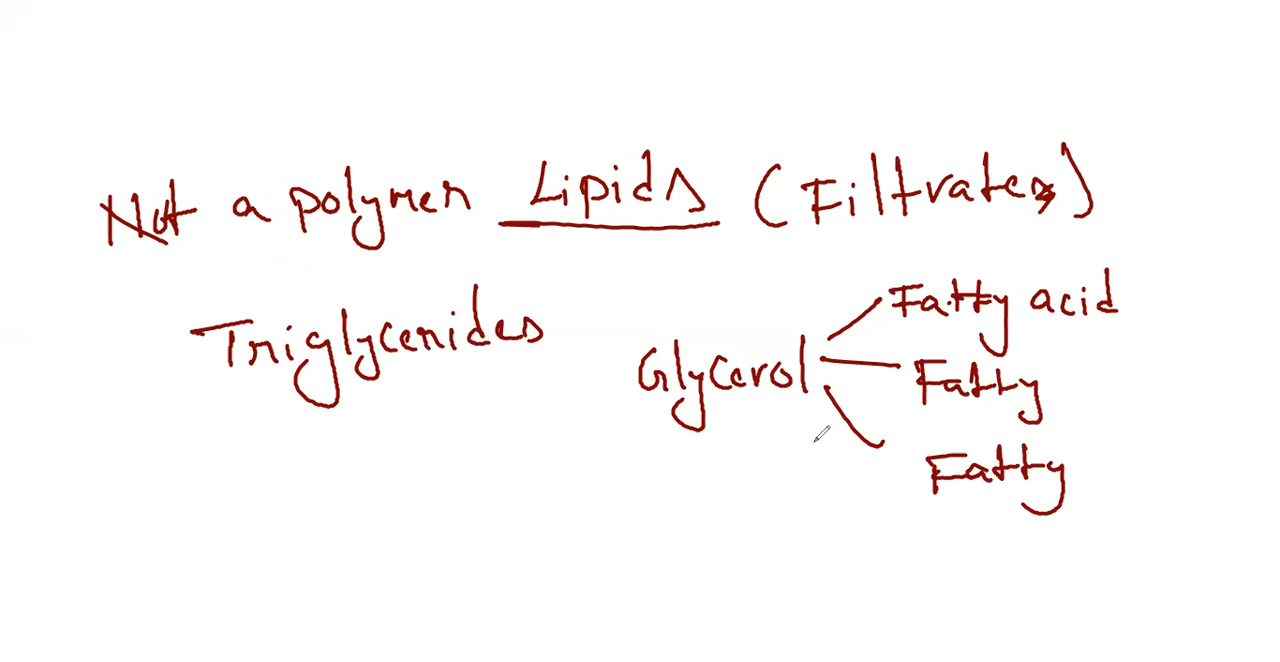 Not a polymer Lipids (Filtrates)
Triglycerides
Glycerol
Fatty acid
Fatty
Fatty